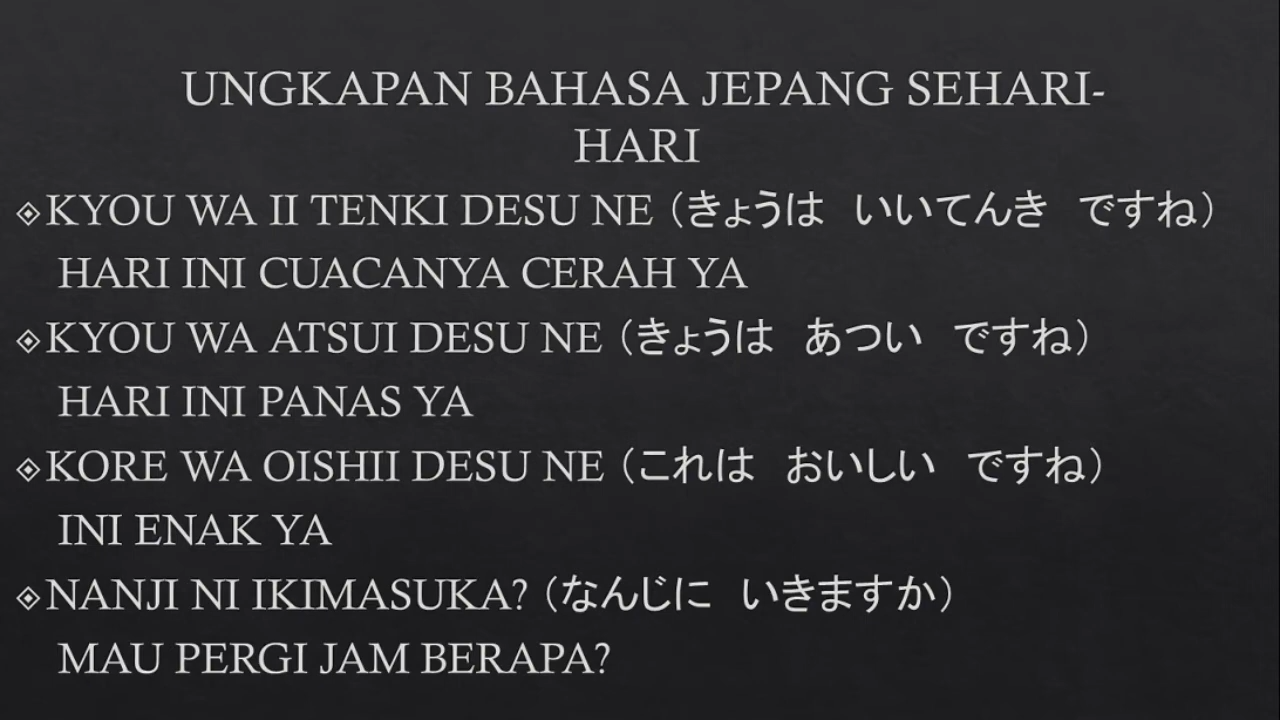 UNGKAPAN BAHASA JEPANG SEHARI-
HARI
KYOU WA II TENKI DESU NE（きょうは　いいてんき　ですね）
HARI INI CUACANYA CERAH YA
KYOU WA ATSUI DESU NE（きょうは　あつい　ですね）
HARI INI PANAS YA
KORE WA OISHII DESU NE（これは　おいしい　ですね）
INI ENAK YA
NANJI NI IKIMASUKA?（なんじに　いきますか）
MAU PERGI JAM BERAPA?